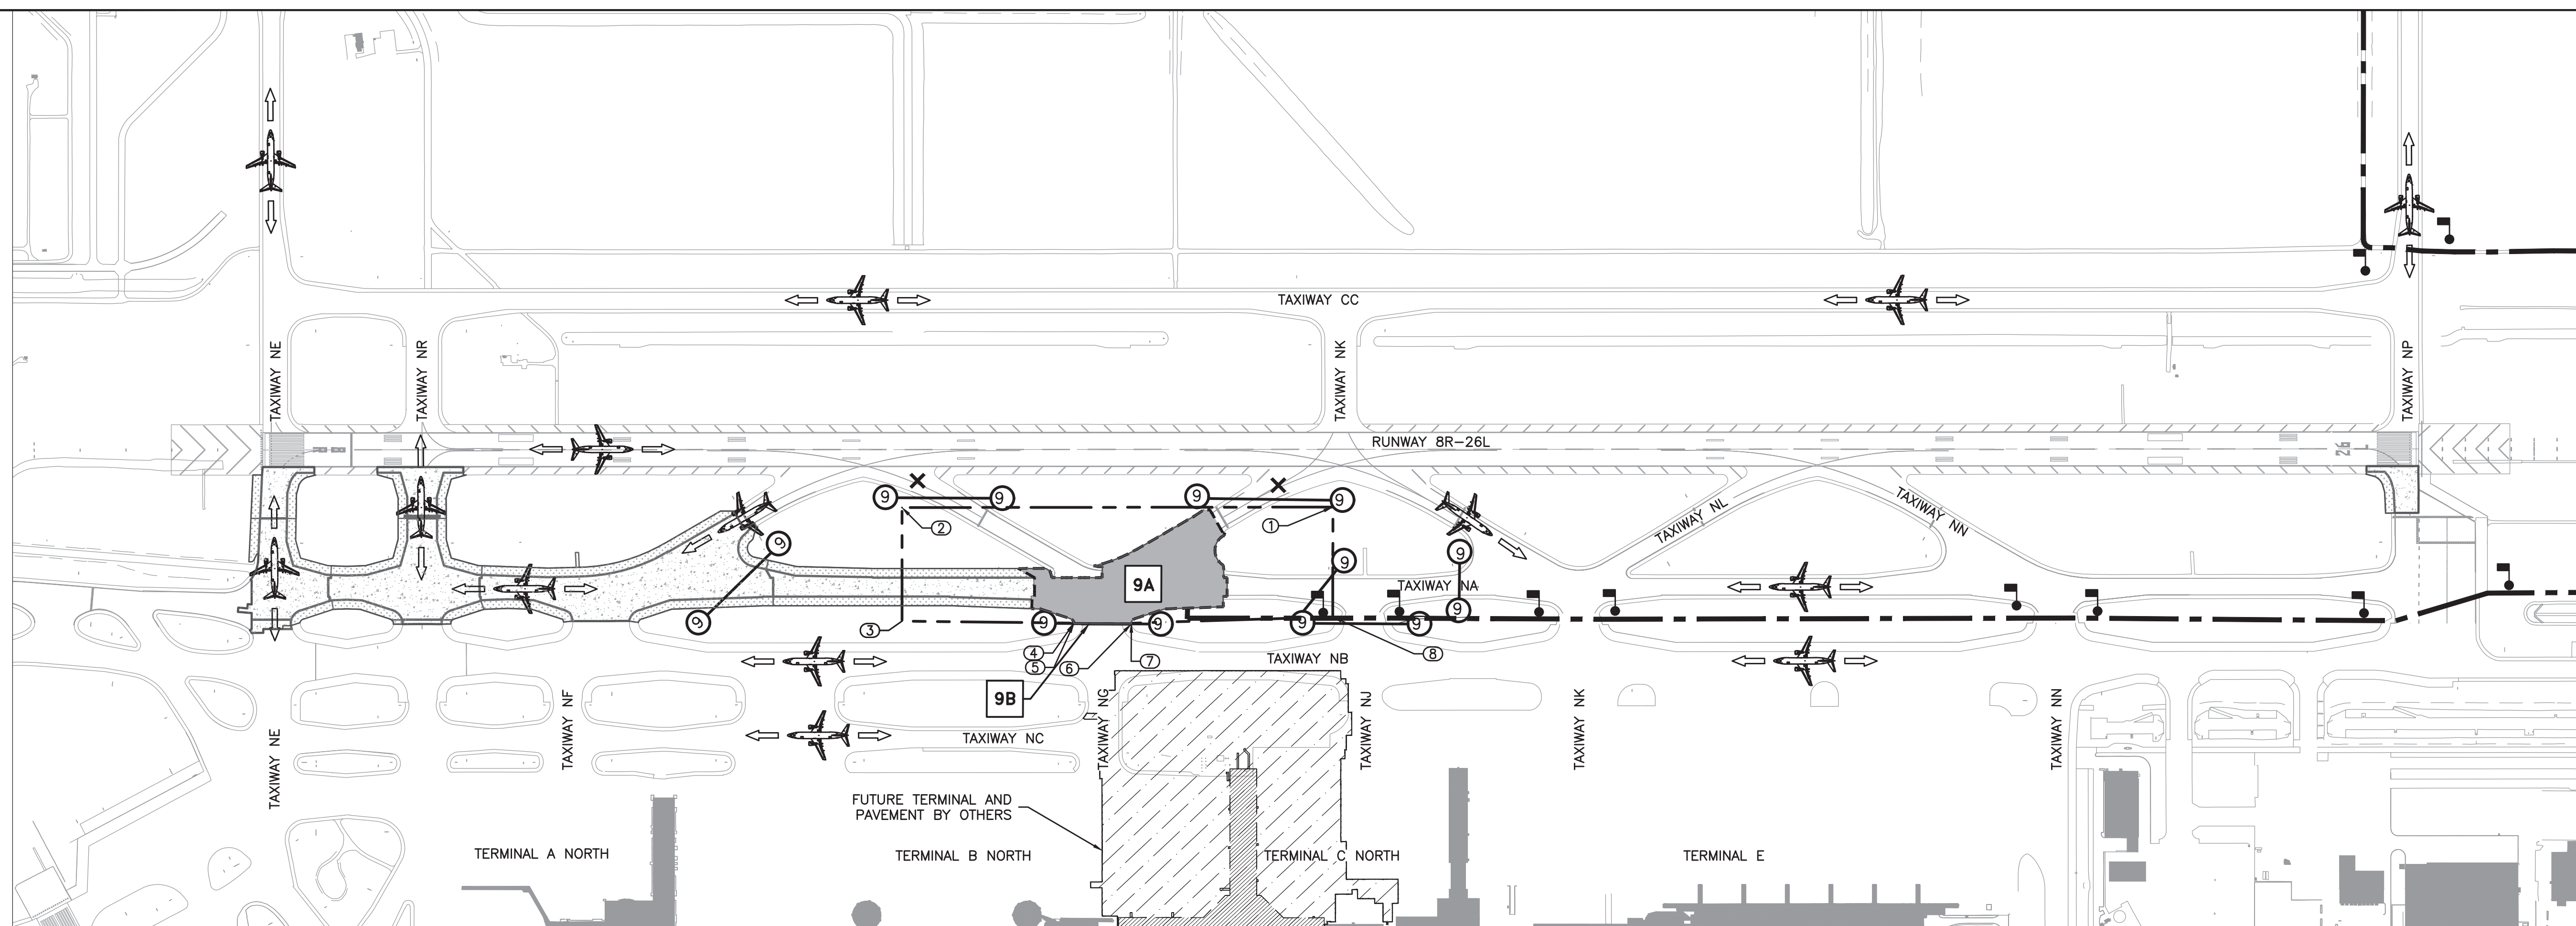 TAXIWAY CC
TAXIWAY NE
TAXIWAY NR
TAXIWAY NK
TAXIWAY NP
RUNWAY 8R-26L
26
L
9
9
9
9
2
1
TAXIWAY NL
TAXIWAY NN
9
9
9
9A
TAXIWAY NA
9
9
9
9
9
9
3
4
5
6
7
8
TAXIWAY NB
9B
TAXIWAY NE
TAXIWAY NF
TAXIWAY NG
TAXIWAY NJ
TAXIWAY NK
TAXIWAY NN
TAXIWAY NC
FUTURE TERMINAL AND
PAVEMENT BY OTHERS
TERMINAL A NORTH
TERMINAL B NORTH
TERMINAL C NORTH
TERMINAL E